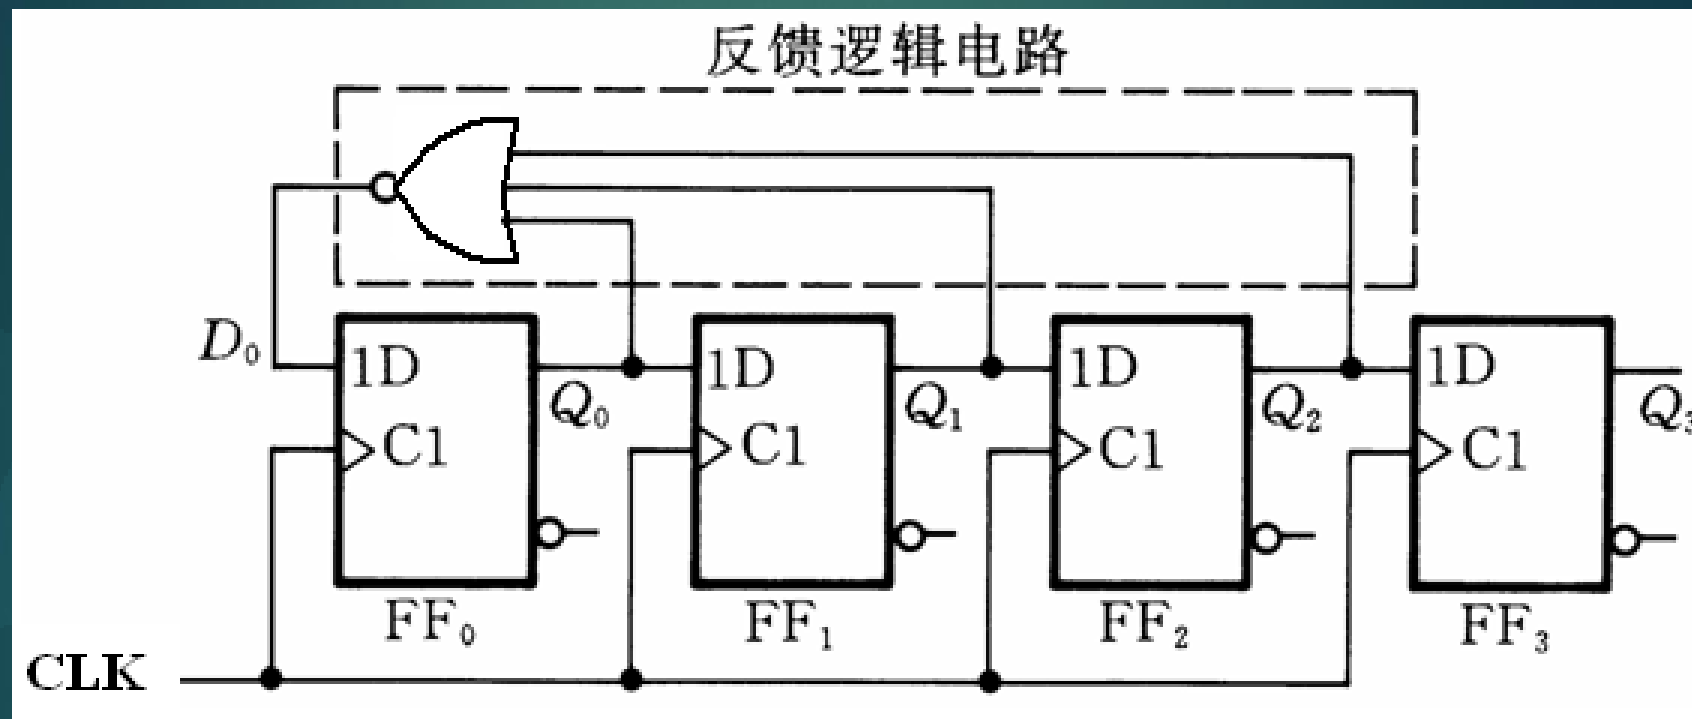 反馈逻辑电路
D₀
1D 1D 1D 1D
Q₀ Q₁ Q₂ Q₃
C1 C1 C1 C1
FF₀ FF₁ FF₂ FF₃
CLK